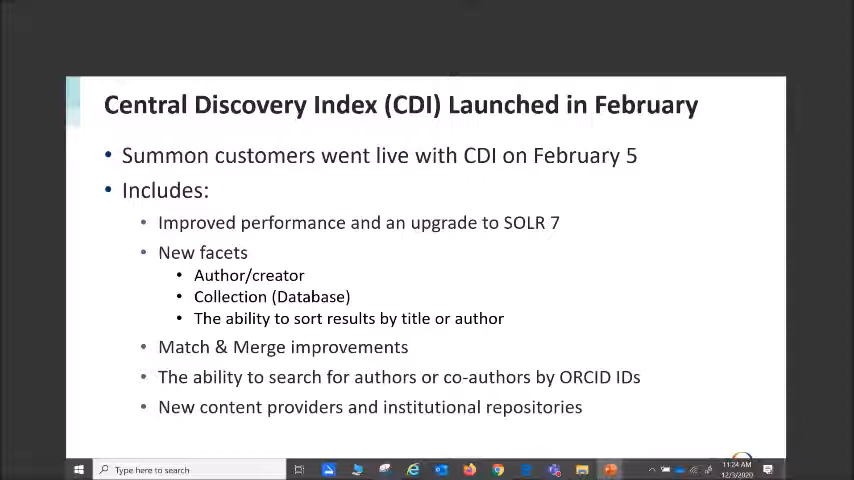 Central Discovery Index (CDI) Launched in February
• Summon customers went live with CDI on February 5
• Includes:
• Improved performance and an upgrade to SOLR 7
• New facets
• Author/creator
• Collection (Database)
• The ability to sort results by title or author
• Match & Merge improvements
• The ability to search for authors or co-authors by ORCID IDs
• New content providers and institutional repositories
Type here to search
11:24 AM
12/3/2020